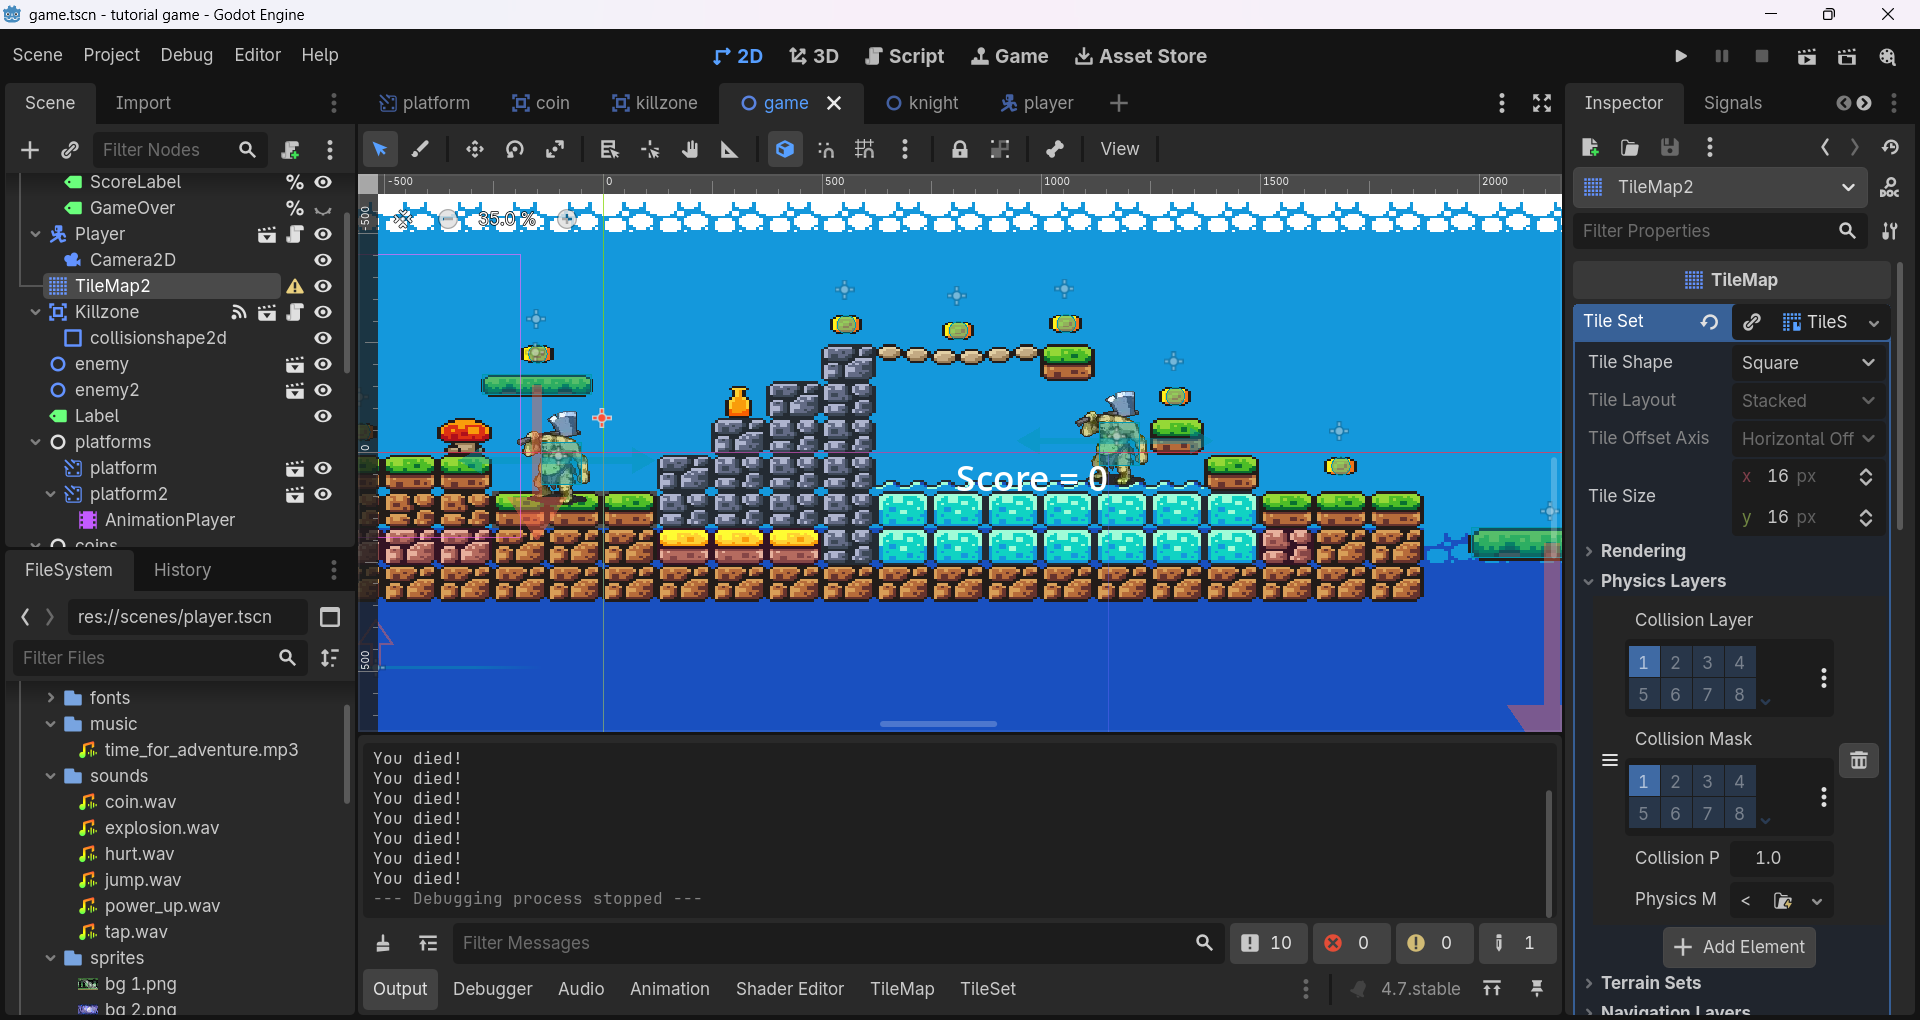 game.tscn - tutorial game - Godot Engine
Scene Project Debug Editor Help
2D 3D Script Game Asset Store
Scene Import
platform coin killzone game knight player
Inspector Signals
Filter Nodes
View
TileMap2
Filter Properties
ScoreLabel
GameOver
Player
Camera2D
TileMap2
Killzone
collisionshape2d
enemy
enemy2
Label
platforms
platform
platform2
AnimationPlayer
coins
-500 0 500 1000 1500 2000
-500
0
500
35.0 %
Score = 0
TileMap
Tile Set TileS
Tile Shape Square
Tile Layout Stacked
Tile Offset Axis Horizontal Off
Tile Size
x 16 px
y 16 px
Rendering
Physics Layers
Collision Layer
1 2 3 4
5 6 7 8
Collision Mask
1 2 3 4
5 6 7 8
Collision P 1.0
Physics M <
Add Element
Terrain Sets
Navigation Layers
FileSystem History
res://scenes/player.tscn
Filter Files
fonts
music
time_for_adventure.mp3
sounds
coin.wav
explosion.wav
hurt.wav
jump.wav
power_up.wav
tap.wav
sprites
bg 1.png
bg 2.png
You died!
You died!
You died!
You died!
You died!
You died!
You died!
--- Debugging process stopped ---
Filter Messages
10 0 0 1
Output Debugger Audio Animation Shader Editor TileMap TileSet
4.7.stable